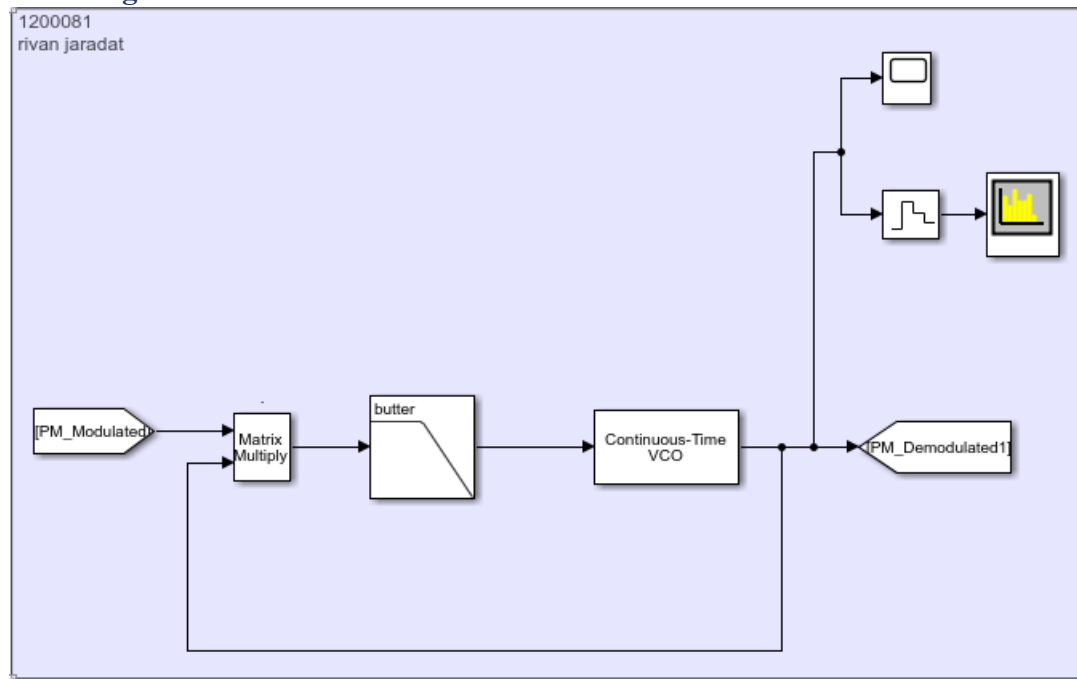 1200081
rivan jaradat
[PM_Modulated]
Matrix
Multiply
butter
Continuous-Time
VCO
[PM_Demodulated1]